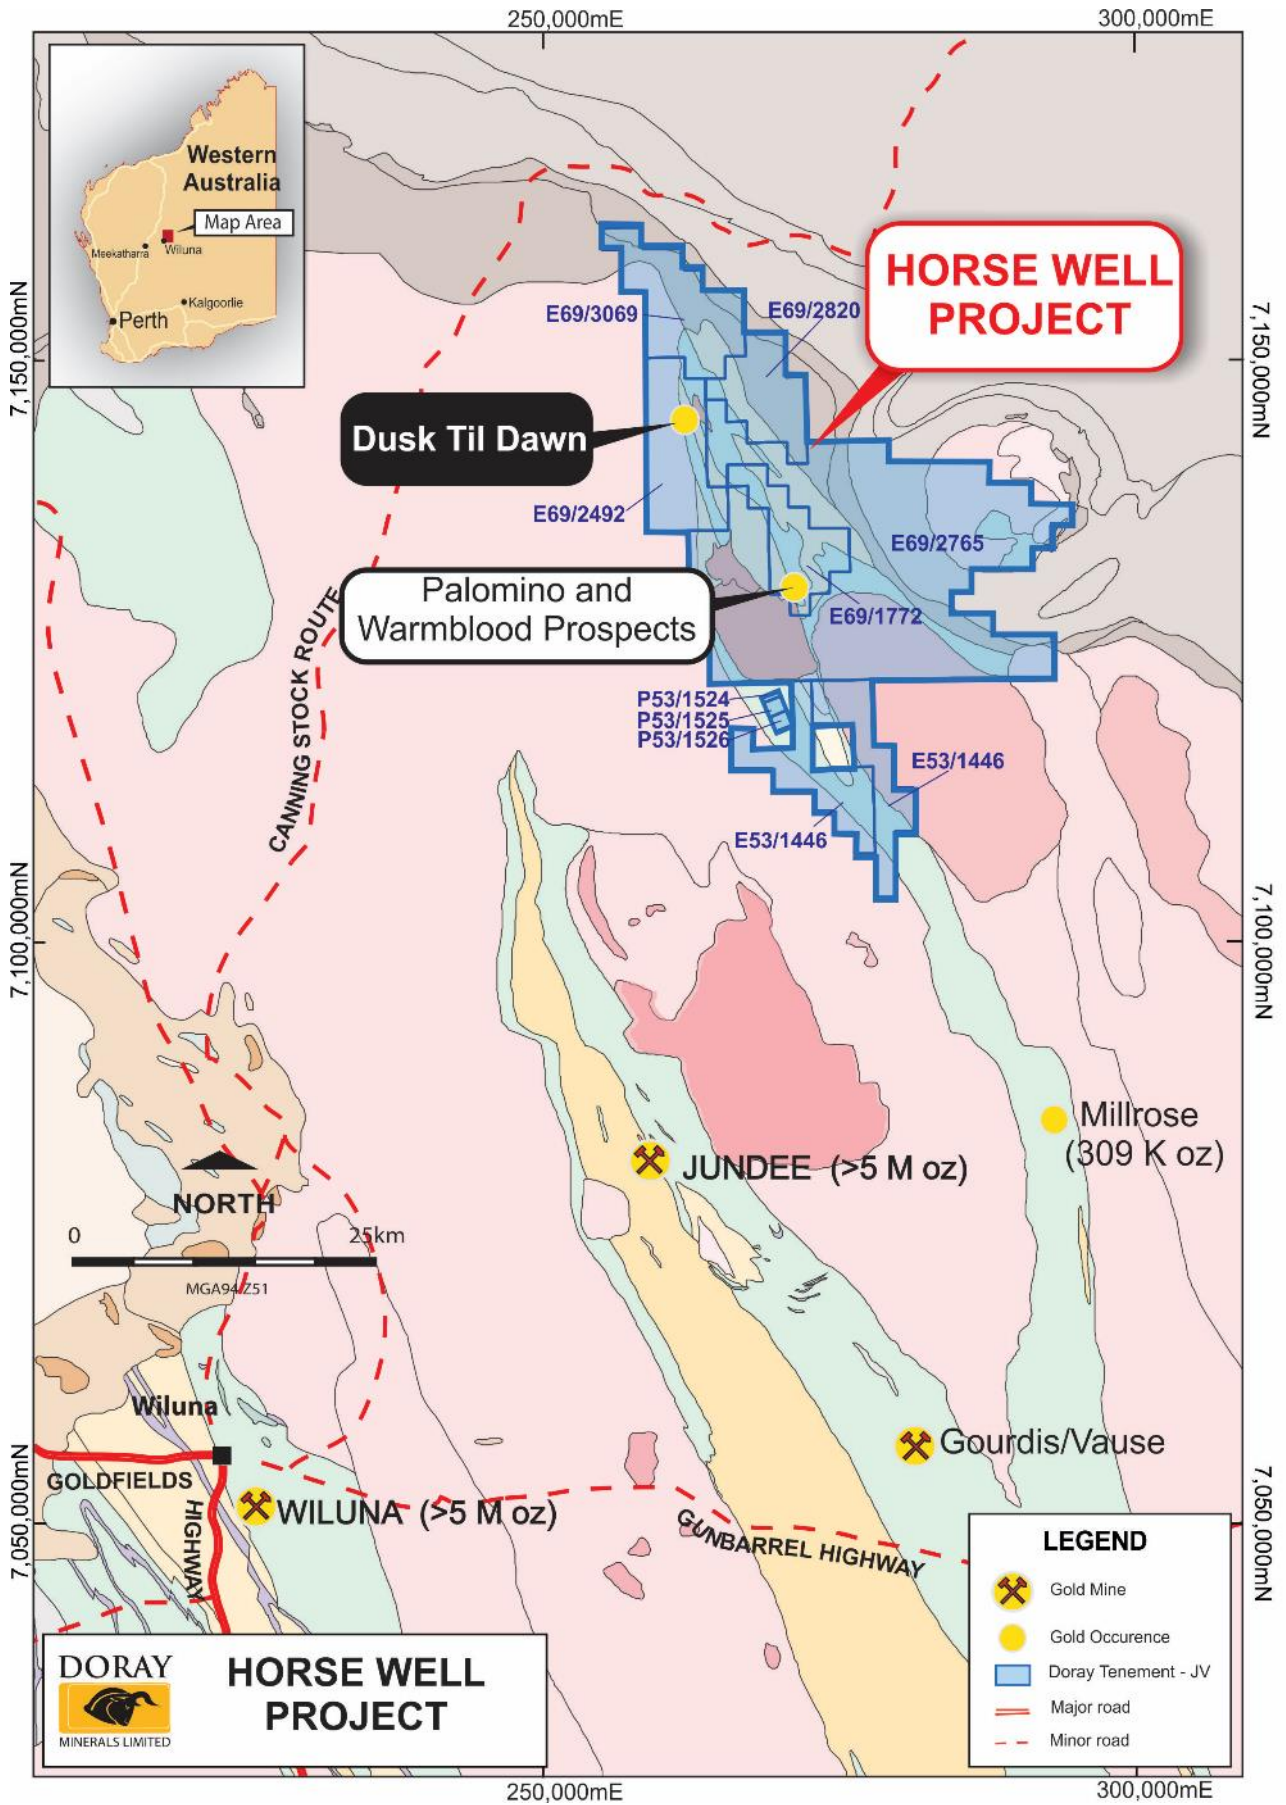 250,000mE
300,000mE
Western
Australia
Map Area
Meekatharra
Wiluna
Kalgoorlie
Perth
HORSE WELL
PROJECT
E69/3069
E69/2820
7,150,000mN
7,150,000mN
Dusk Til Dawn
E69/2492
E69/2765
Palomino and
Warmblood Prospects
E69/1772
CANNING STOCK ROUTE
P53/1524
P53/1525
P53/1526
E53/1446
E53/1446
7,100,000mN
7,100,000mN
Millrose
(309 K oz)
JUNDEE (>5 M oz)
NORTH
0
25km
MGA94 Z51
Wiluna
Gourdis/Vause
GOLDFIELDS
HIGHWAY
WILUNA (>5 M oz)
GUNBARREL HIGHWAY
7,050,000mN
7,050,000mN
LEGEND
Gold Mine
Gold Occurence
Doray Tenement - JV
Major road
Minor road
DORAY
MINERALS LIMITED
HORSE WELL
PROJECT
250,000mE
300,000mE